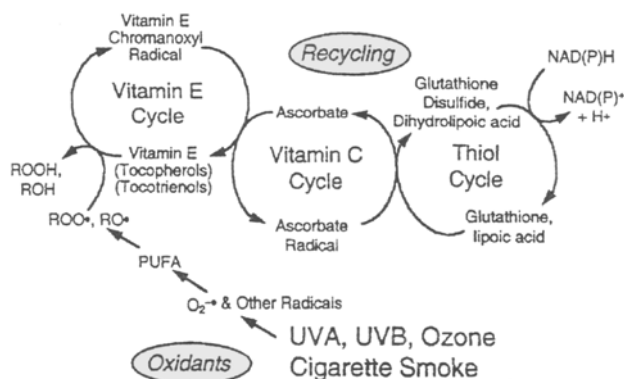 Vitamin E
Chromanoxyl
Radical
Recycling
NAD(P)H
Vitamin E
Cycle
Glutathione
Disulfide,
Dihydrolipoic acid
NAD(P)+
+ H+
Ascorbate
ROOH,
ROH
Vitamin E
(Tocopherols)
(Tocotrienols)
Vitamin C
Cycle
Thiol
Cycle
ROO•, RO•
Ascorbate
Radical
Glutathione,
lipoic acid
PUFA
O₂⁻• & Other Radicals
UVA, UVB, Ozone
Cigarette Smoke
Oxidants